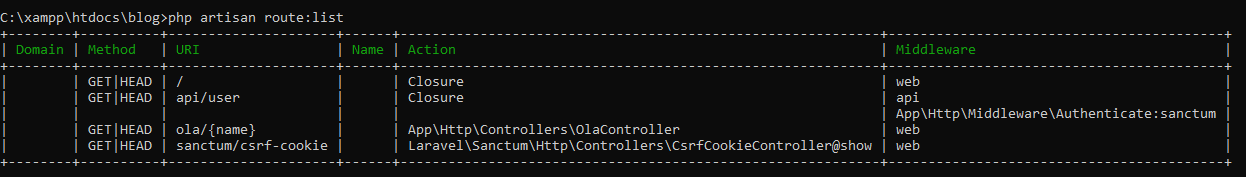 C:\xampp\htdocs\blog>php artisan route:list
+--------+----------+---------------------+------+------------------------------------------------------------+------------------------------------------+
| Domain | Method   | URI                 | Name | Action                                                     | Middleware                               |
+--------+----------+---------------------+------+------------------------------------------------------------+------------------------------------------+
|        | GET|HEAD | /                   |      | Closure                                                    | web                                      |
|        | GET|HEAD | api/user            |      | Closure                                                    | api                                      |
|        |          |                     |      |                                                            | App\Http\Middleware\Authenticate:sanctum |
|        | GET|HEAD | ola/{name}          |      | App\Http\Controllers\OlaController                         | web                                      |
|        | GET|HEAD | sanctum/csrf-cookie |      | Laravel\Sanctum\Http\Controllers\CsrfCookieController@show | web                                      |
+--------+----------+---------------------+------+------------------------------------------------------------+------------------------------------------+